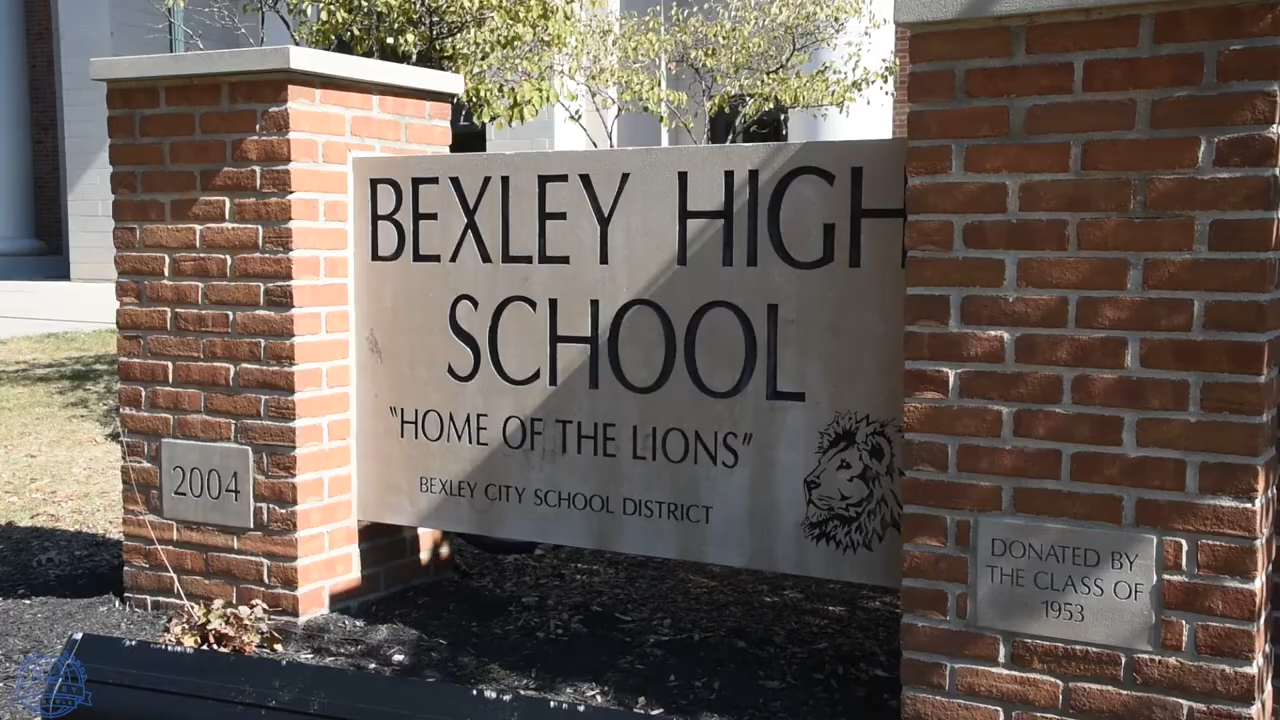 BEXLEY HIGH
SCHOOL
"HOME OF THE LIONS"
BEXLEY CITY SCHOOL DISTRICT
2004
DONATED BY
THE CLASS OF
1953